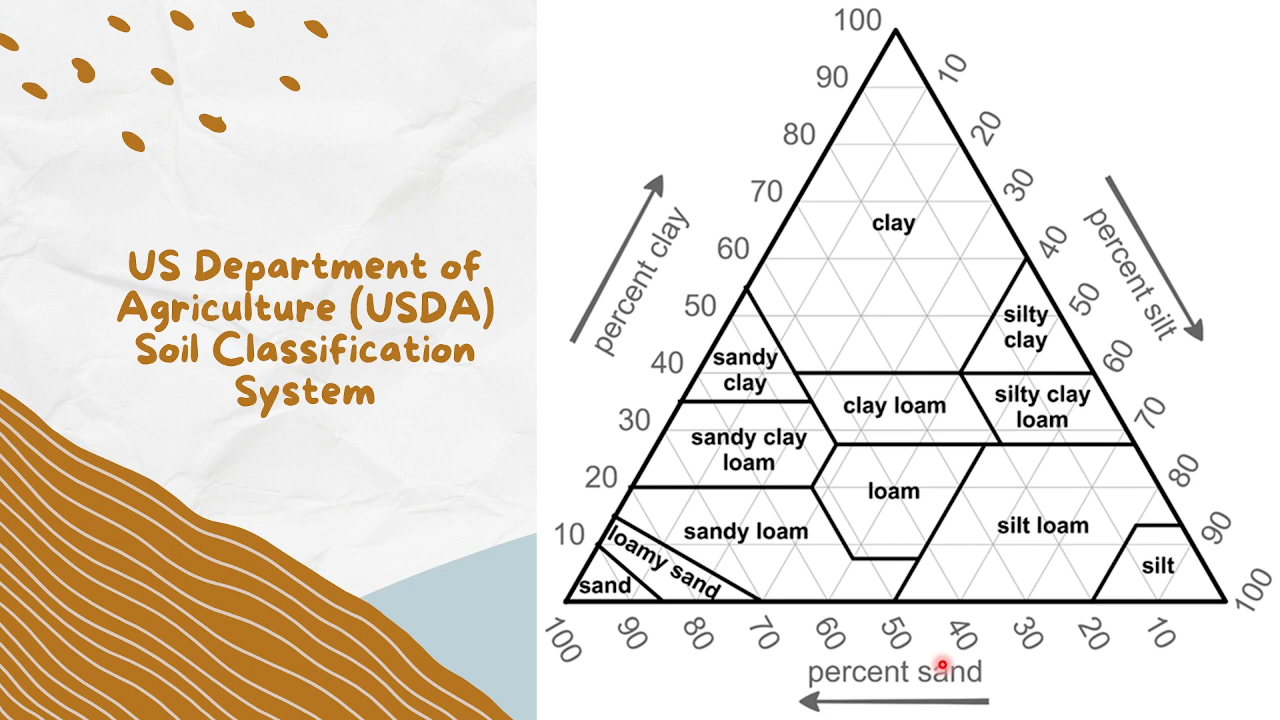 US Department of
Agriculture (USDA)
Soil Classification
System
100
90
80
70
60
50
40
30
20
10
percent clay
10
20
30
40
50
60
70
80
90
100
percent silt
clay
silty
clay
sandy
clay
clay loam
silty clay
loam
sandy clay
loam
loam
silt loam
sandy loam
loamy sand
sand
silt
100
90
80
70
60
50
40
30
20
10
percent sand